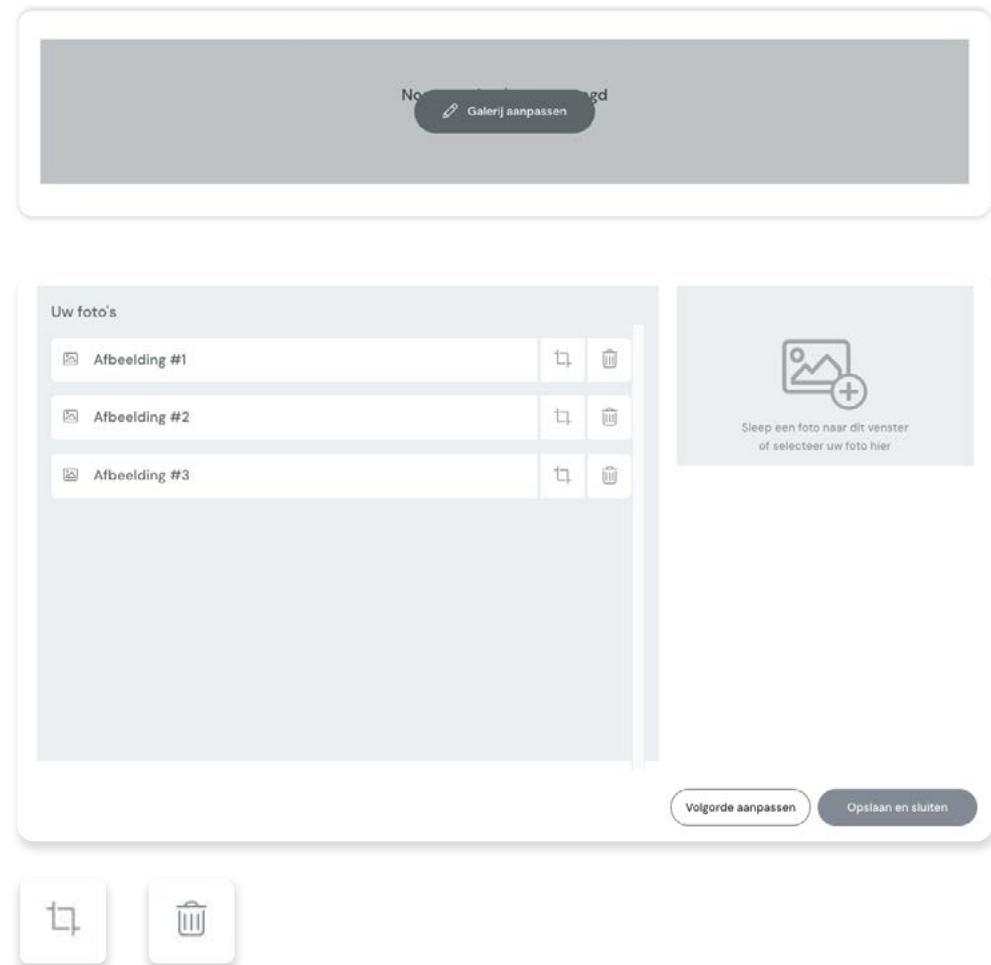 Galerij aanpassen
Uw foto's
Afbeelding #1
Afbeelding #2
Afbeelding #3
Sleep een foto naar dit venster
of selecteer uw foto hier
Volgorde aanpassen
Opslaan en sluiten